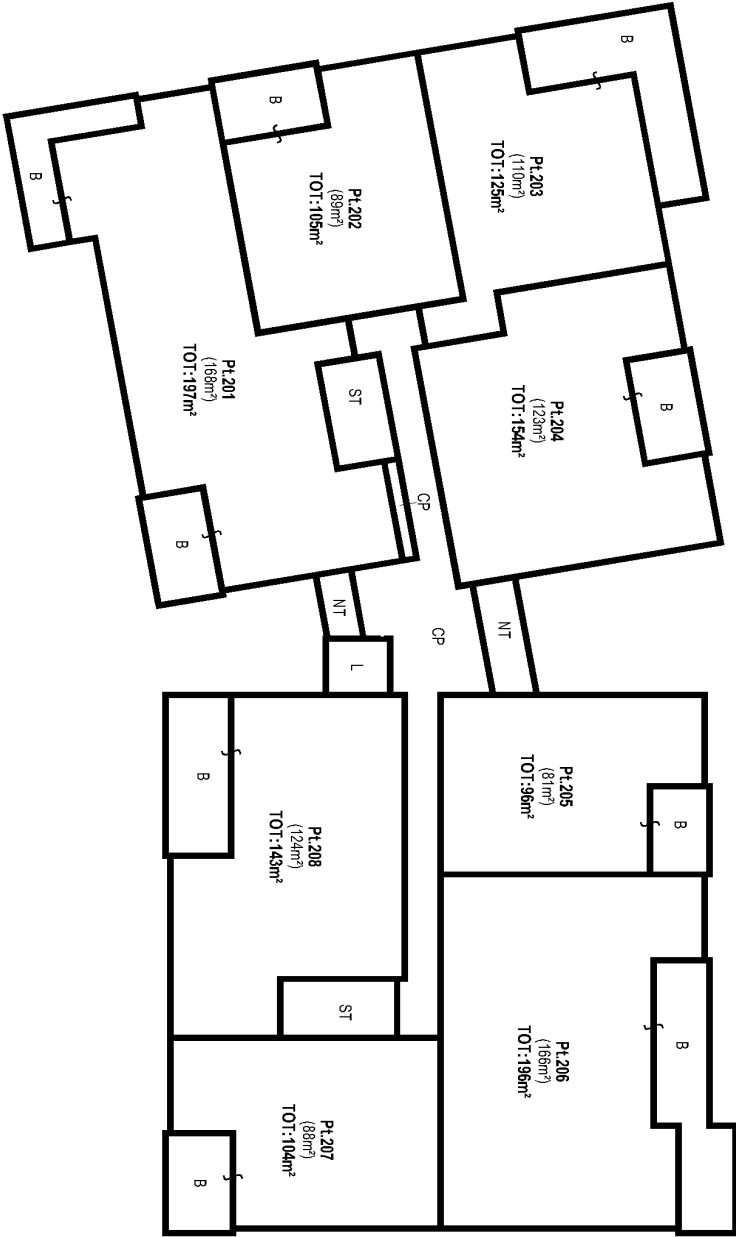 B
Pt.203
(110m²)
TOT:125m²
B
Pt.202
(89m²)
TOT:105m²
B
Pt.201
(168m²)
TOT:197m²
ST
Pt.204
(123m²)
TOT:154m²
B
CP
B
NT
CP
NT
L
B
Pt.208
(124m²)
TOT:143m²
Pt.205
(81m²)
TOT:96m²
B
ST
Pt.206
(166m²)
TOT:196m²
B
Pt.207
(88m²)
TOT:104m²
B